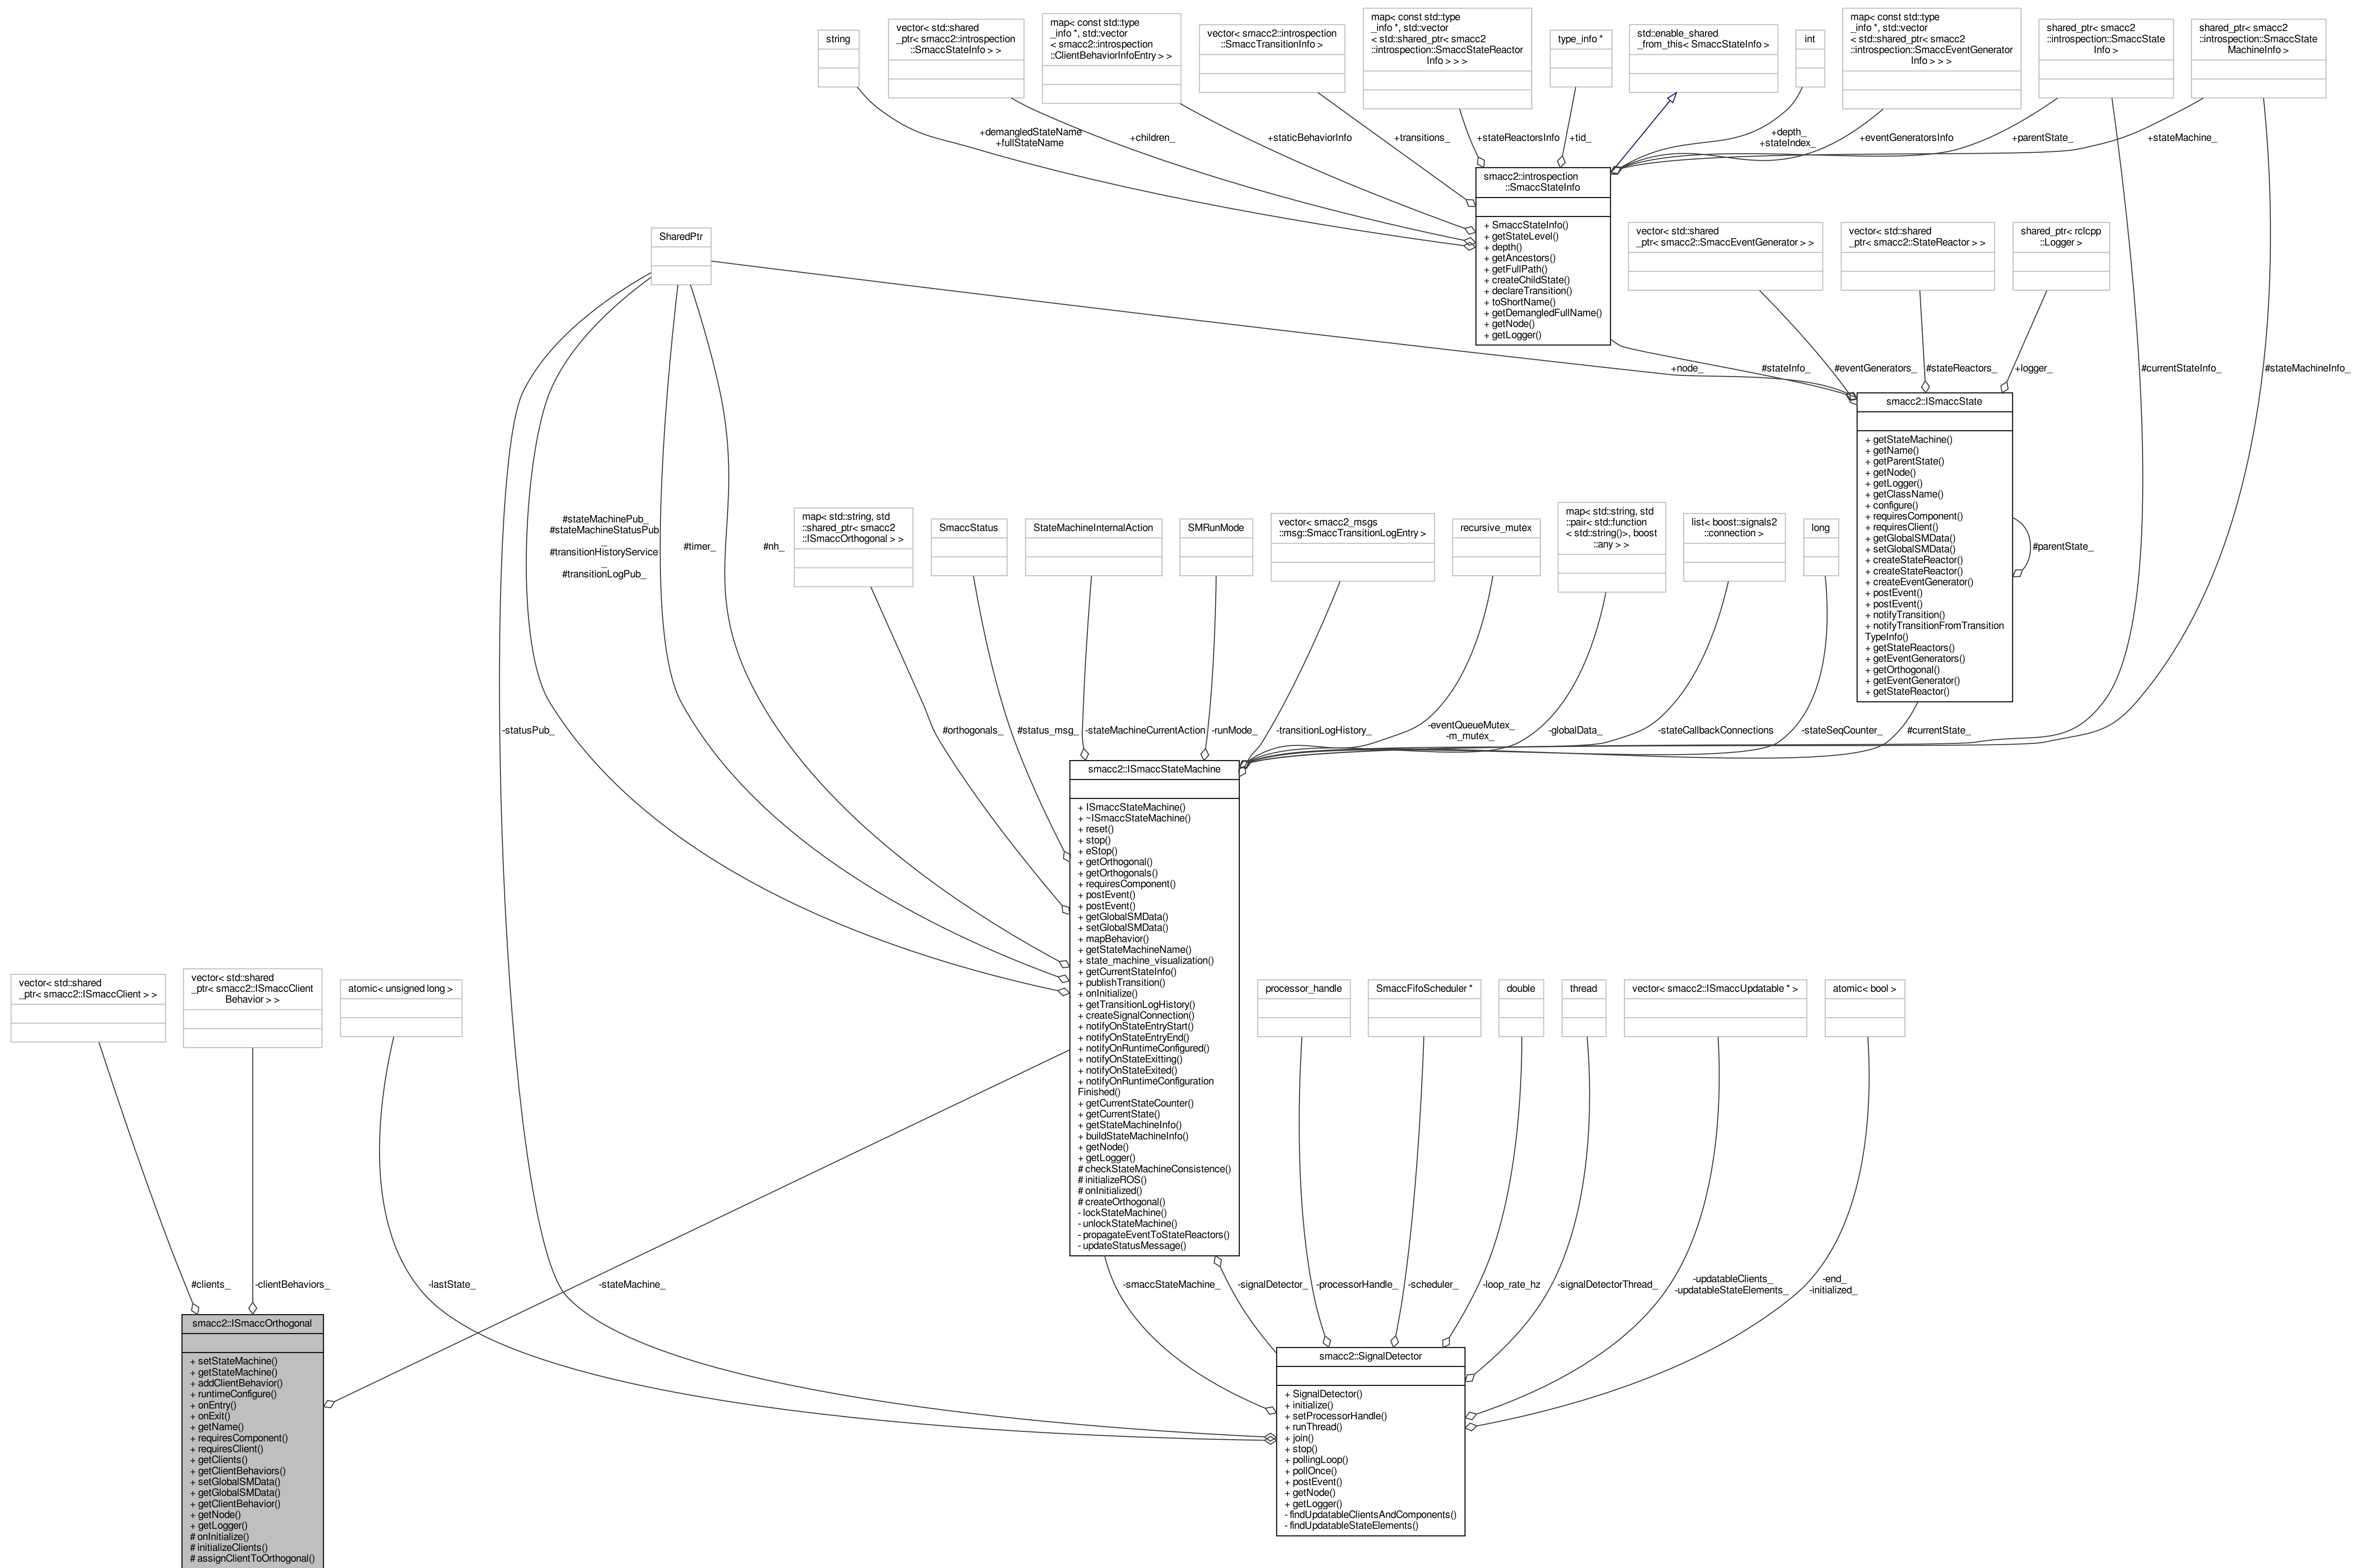 string
vector< std::shared
_ptr< smacc2::introspection
::SmaccStateInfo > >
map< const std::type
_info *, std::vector
< smacc2::introspection
::ClientBehaviorInfoEntry > >
vector< smacc2::introspection
::SmaccTransitionInfo >
map< const std::type
_info *, std::vector
< std::shared_ptr< smacc2
::introspection::SmaccStateReactor
Info > > >
type_info *
std::enable_shared
_from_this< SmaccStateInfo >
int
map< const std::type
_info *, std::vector
< std::shared_ptr< smacc2
::introspection::SmaccEventGenerator
Info > > >
shared_ptr< smacc2
::introspection::SmaccState
Info >
shared_ptr< smacc2
::introspection::SmaccState
MachineInfo >
+demangledStateName
+fullStateName
+children_
+staticBehaviorInfo
+transitions_
+stateReactorsInfo
+tid_
+depth_
+stateIndex_
+eventGeneratorsInfo
+parentState_
+stateMachine_
smacc2::introspection
::SmaccStateInfo
+ SmaccStateInfo()
+ getStateLevel()
+ depth()
+ getAncestors()
+ getFullPath()
+ createChildState()
+ declareTransition()
+ toShortName()
+ getDemangledFullName()
+ getNode()
+ getLogger()
SharedPtr
vector< std::shared
_ptr< smacc2::SmaccEventGenerator > >
vector< std::shared
_ptr< smacc2::StateReactor > >
shared_ptr< rclcpp
::Logger >
+node_
#stateInfo_
#eventGenerators_
#stateReactors_
+logger_
#currentStateInfo_
#stateMachineInfo_
smacc2::ISmaccState
+ getStateMachine()
+ getName()
+ getParentState()
+ getNode()
+ getLogger()
+ getClassName()
+ configure()
+ requiresComponent()
+ requiresClient()
+ getGlobalSMData()
+ setGlobalSMData()
+ createStateReactor()
+ createStateReactor()
+ createEventGenerator()
+ postEvent()
+ postEvent()
+ notifyTransition()
+ notifyTransitionFromTransition
TypeInfo()
+ getStateReactors()
+ getEventGenerators()
+ getOrthogonal()
+ getEventGenerator()
+ getStateReactor()
#parentState_
#stateMachinePub_
#stateMachineStatusPub
_
#transitionHistoryService
_
#transitionLogPub_
#timer_
#nh_
map< std::string, std
::shared_ptr< smacc2
::ISmaccOrthogonal > >
SmaccStatus
StateMachineInternalAction
SMRunMode
vector< smacc2_msgs
::msg::SmaccTransitionLogEntry >
recursive_mutex
map< std::string, std
::pair< std::function
< std::string()>, boost
::any > >
list< boost::signals2
::connection >
long
-statusPub_
#orthogonals_
#status_msg_
-stateMachineCurrentAction
-runMode_
-transitionLogHistory_
-eventQueueMutex_
-m_mutex_
-globalData_
-stateCallbackConnections
-stateSeqCounter_
#currentState_
smacc2::ISmaccStateMachine
+ ISmaccStateMachine()
+ ~ISmaccStateMachine()
+ reset()
+ stop()
+ eStop()
+ getOrthogonal()
+ getOrthogonals()
+ requiresComponent()
+ postEvent()
+ postEvent()
+ getGlobalSMData()
+ setGlobalSMData()
+ mapBehavior()
+ getStateMachineName()
+ state_machine_visualization()
+ getCurrentStateInfo()
+ publishTransition()
+ onInitialize()
+ getTransitionLogHistory()
+ createSignalConnection()
+ notifyOnStateEntryStart()
+ notifyOnStateEntryEnd()
+ notifyOnRuntimeConfigured()
+ notifyOnStateExitting()
+ notifyOnStateExited()
+ notifyOnRuntimeConfiguration
Finished()
+ getCurrentStateCounter()
+ getCurrentState()
+ getStateMachineInfo()
+ buildStateMachineInfo()
+ getNode()
+ getLogger()
# checkStateMachineConsistence()
# initializeROS()
# onInitialized()
# createOrthogonal()
- lockStateMachine()
- unlockStateMachine()
- propagateEventToStateReactors()
- updateStatusMessage()
vector< std::shared
_ptr< smacc2::ISmaccClient > >
vector< std::shared
_ptr< smacc2::ISmaccClient
Behavior > >
atomic< unsigned long >
processor_handle
SmaccFifoScheduler *
double
thread
vector< smacc2::ISmaccUpdatable * >
atomic< bool >
#clients_
-clientBehaviors_
-lastState_
-stateMachine_
-smaccStateMachine_
-signalDetector_
-processorHandle_
-scheduler_
-loop_rate_hz
-signalDetectorThread_
-updatableClients_
-updatableStateElements_
-end_
-initialized_
smacc2::ISmaccOrthogonal
+ setStateMachine()
+ getStateMachine()
+ addClientBehavior()
+ runtimeConfigure()
+ onEntry()
+ onExit()
+ getName()
+ requiresComponent()
+ requiresClient()
+ getClients()
+ getClientBehaviors()
+ setGlobalSMData()
+ getGlobalSMData()
+ getClientBehavior()
+ getNode()
+ getLogger()
# onInitialize()
# initializeClients()
# assignClientToOrthogonal()
smacc2::SignalDetector
+ SignalDetector()
+ initialize()
+ setProcessorHandle()
+ runThread()
+ join()
+ stop()
+ pollingLoop()
+ pollOnce()
+ postEvent()
+ getNode()
+ getLogger()
- findUpdatableClientsAndComponents()
- findUpdatableStateElements()